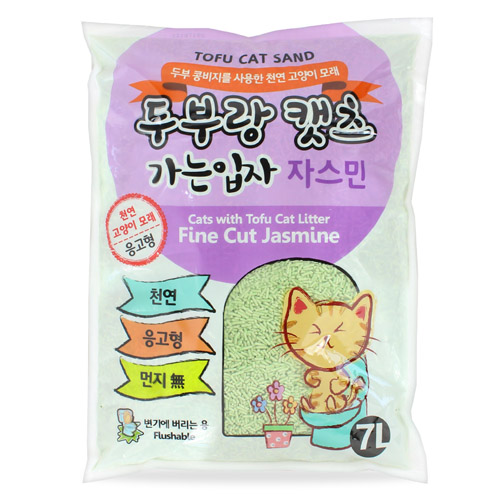 TOFU CAT SAND
두부 콩비지를 사용한 천연 고양이 모래
두부랑 캣츠
가는입자 자스민
Cats with Tofu Cat Litter
Fine Cut Jasmine
천연
고양이 모래
응고형
천연
응고형
먼지 無
변기에 버리는 용
Flushable
7L